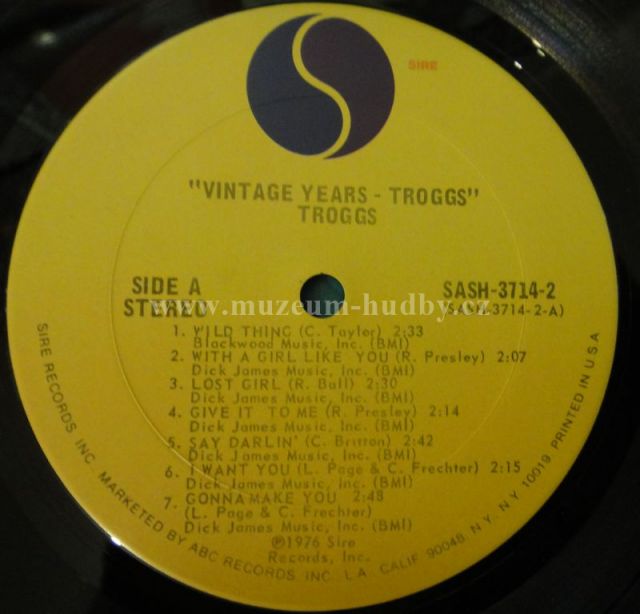 SIRE
"VINTAGE YEARS - TROGGS"
TROGGS
SIDE A
STEREO
SASH-3714-2
(SASH-3714-2-A)
www.muzeum-hudby.cz
1. WILD THING (C. Taylor) 2:33
Blackwood Music, Inc. (BMI)
2. WITH A GIRL LIKE YOU (R. Presley) 2:07
Dick James Music, Inc. (BMI)
3. LOST GIRL (R. Ball) 2:30
Dick James Music, Inc. (BMI)
4. GIVE IT TO ME (R. Presley) 2:14
Dick James Music, Inc. (BMI)
5. SAY DARLIN' (C. Britton) 2:42
Dick James Music, Inc. (BMI)
6. I WANT YOU (L. Page & C. Frechter) 2:15
Dick James Music, Inc. (BMI)
7. GONNA MAKE YOU 2:48
(L. Page & C. Frechter)
Dick James Music, Inc. (BMI)
℗1976 Sire
Records, Inc.
SIRE RECORDS, INC. MARKETED BY ABC RECORDS, INC. L.A. CALIF. 90048. N.Y. N.Y. 10019 PRINTED IN U.S.A.